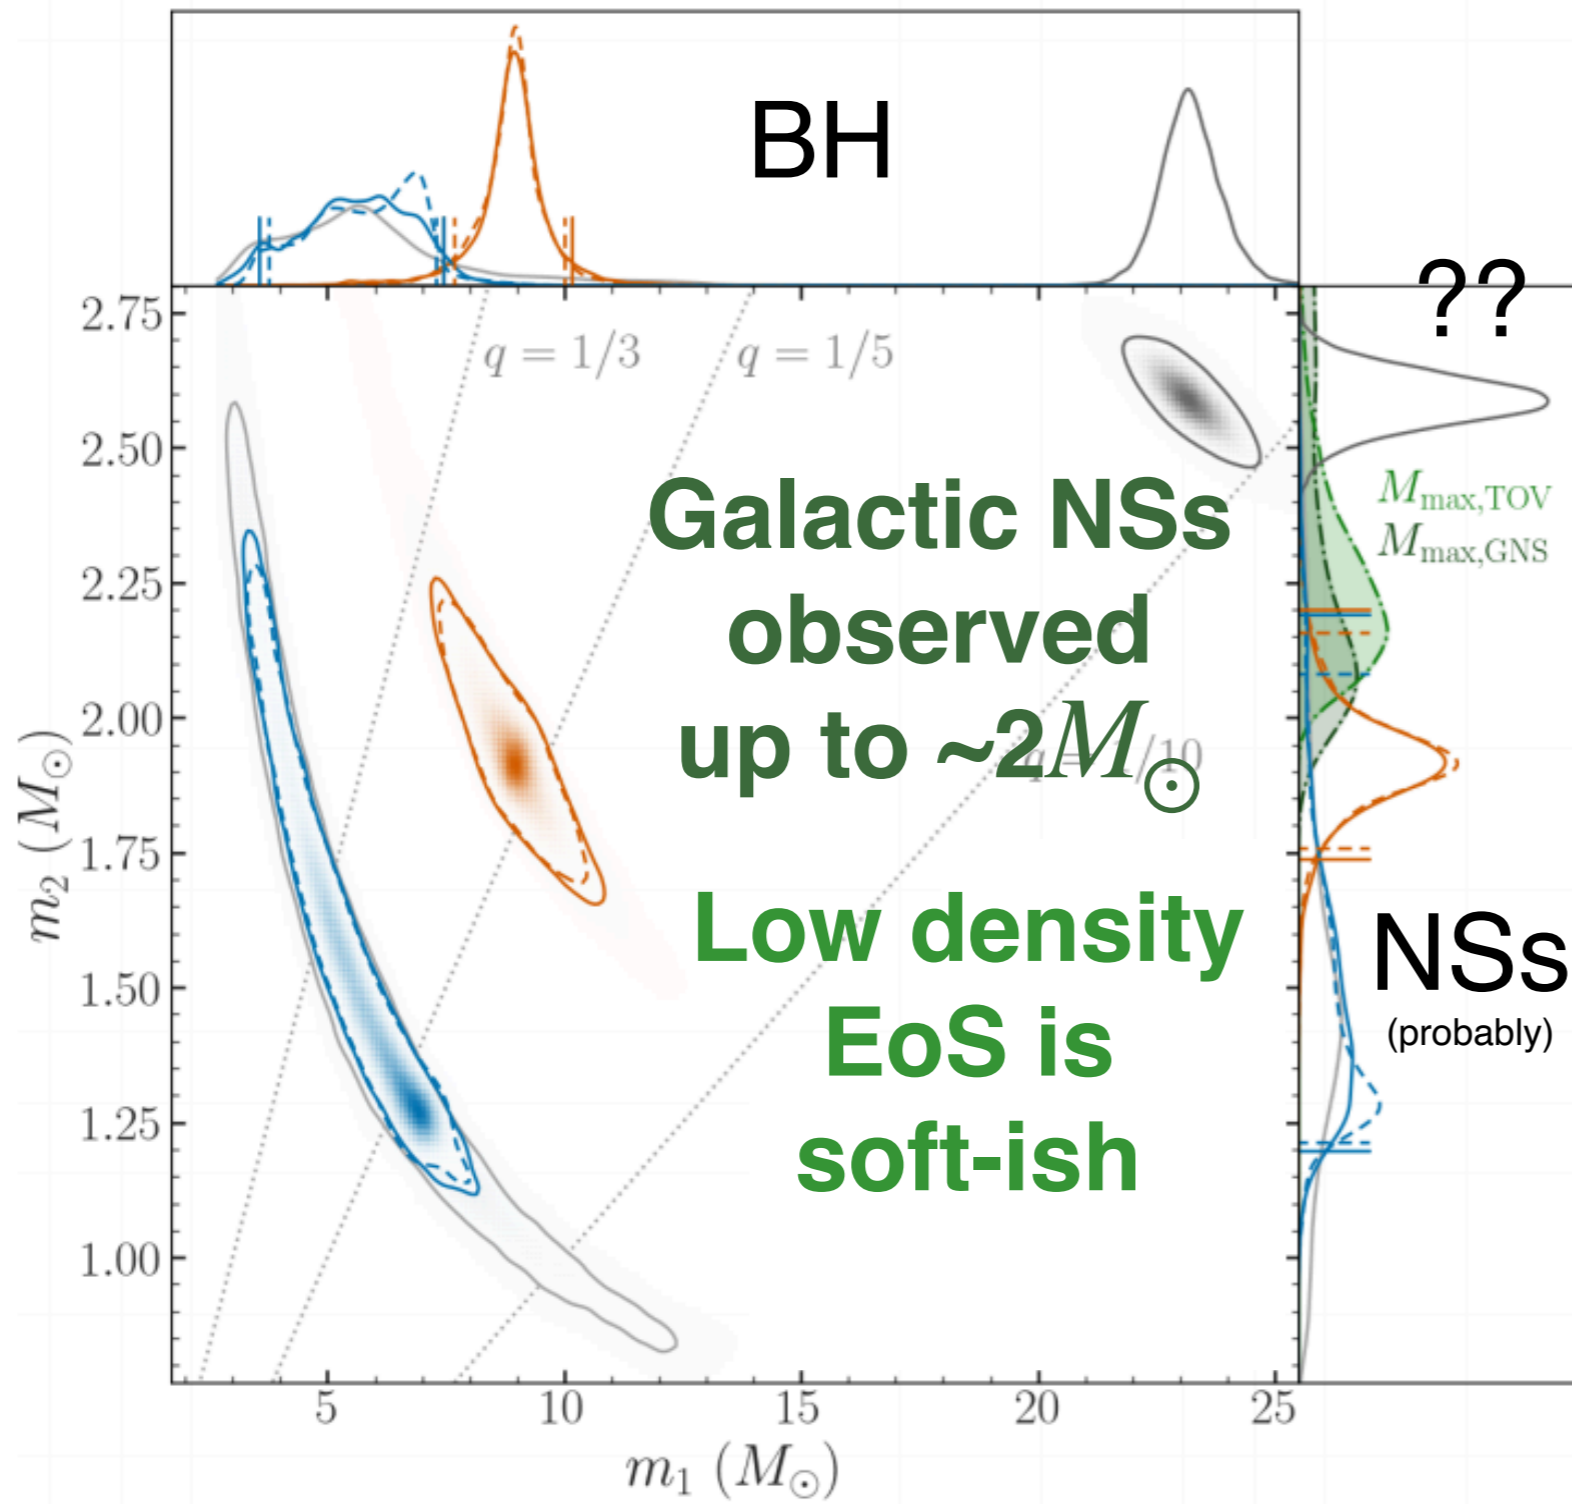 BH
??
2.75
q = 1/3
q = 1/5
2.50
M_max,TOV
M_max,GNS
Galactic NSs
observed
up to ~2M_⊙
q = 1/10
2.25
2.00
1.75
m_2 (M_⊙)
Low density
EoS is
soft-ish
NSs
(probably)
1.50
1.25
1.00
5
10
15
20
25
m_1 (M_⊙)